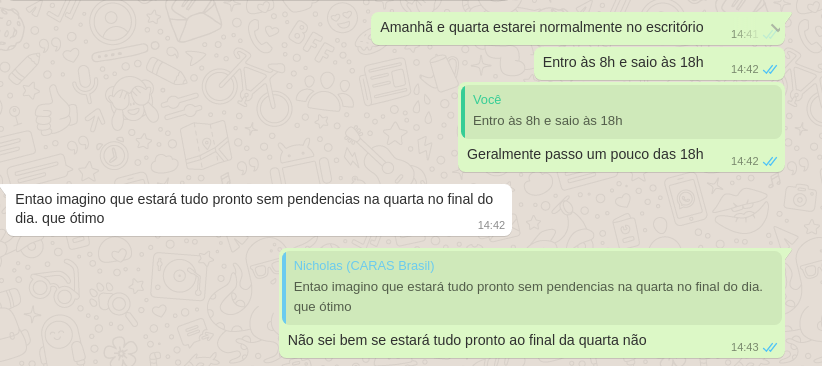 Amanhã e quarta estarei normalmente no escritório
14:41
Entro às 8h e saio às 18h
14:42
Você
Entro às 8h e saio às 18h
Geralmente passo um pouco das 18h
14:42
Entao imagino que estará tudo pronto sem pendencias na quarta no final do
dia. que ótimo
14:42
Nicholas (CARAS Brasil)
Entao imagino que estará tudo pronto sem pendencias na quarta no final do dia.
que ótimo
Não sei bem se estará tudo pronto ao final da quarta não
14:43